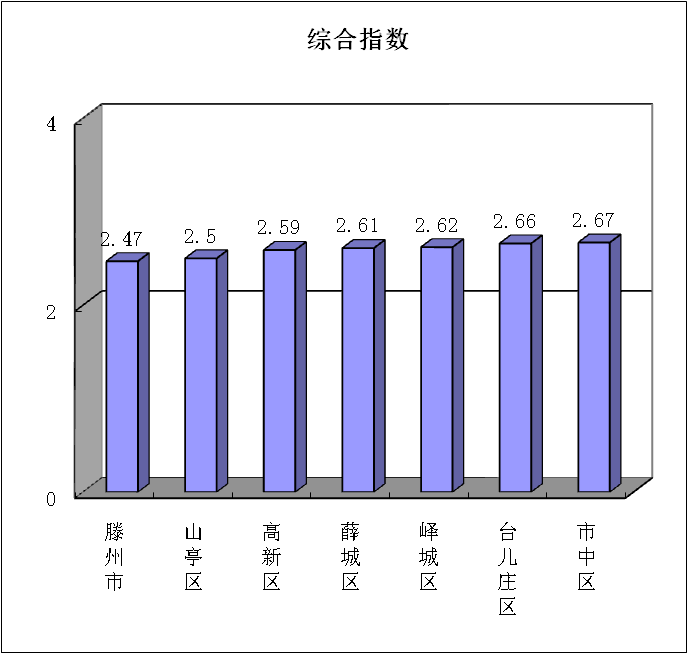 综合指数
4
2
0
2.47
2.5
2.59
2.61
2.62
2.66
2.67
滕州市
山亭区
高新区
薛城区
峄城区
台儿庄区
市中区